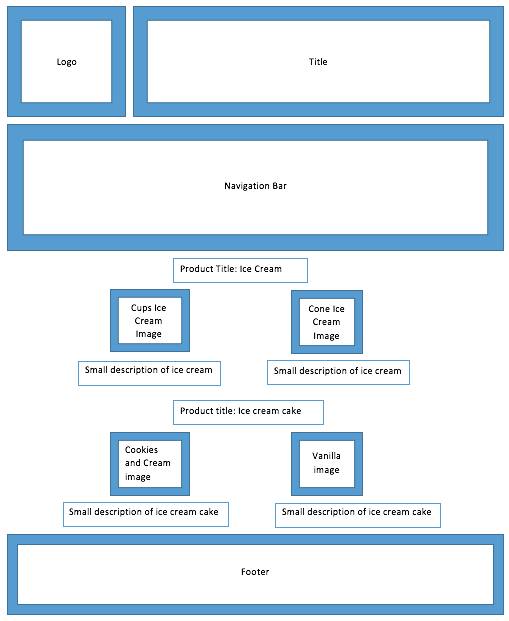 Logo
Title
Navigation Bar
Product Title: Ice Cream
Cups Ice
Cream
Image
Cone Ice
Cream
Image
Small description of ice cream
Small description of ice cream
Product title: Ice cream cake
Cookies
and Cream
image
Vanilla
image
Small description of ice cream cake
Small description of ice cream cake
Footer